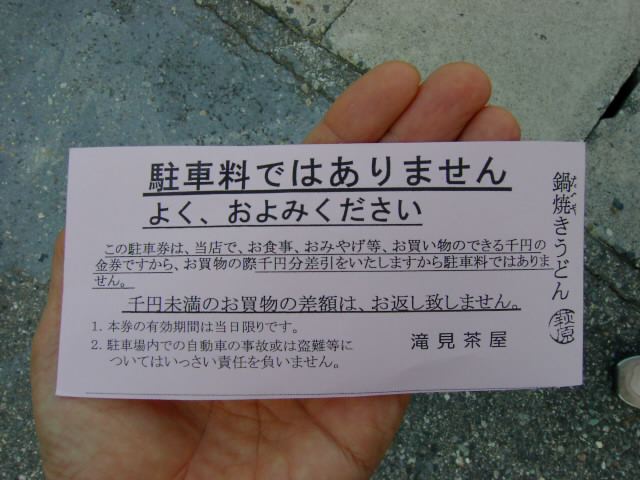 駐車料ではありません
よく、およみください
この駐車券は、当店で、お食事、おみやげ等、お買い物のできる千円の
金券ですから、お買物の際千円分差引をいたしますから駐車料ではありま
せん。
千円未満のお買物の差額は、お返し致しません。
1. 本券の有効期間は当日限りです。
2. 駐車場内での自動車の事故或は盗難等に
ついてはいっさい責任を負いません。
滝見茶屋
鍋焼きうどん